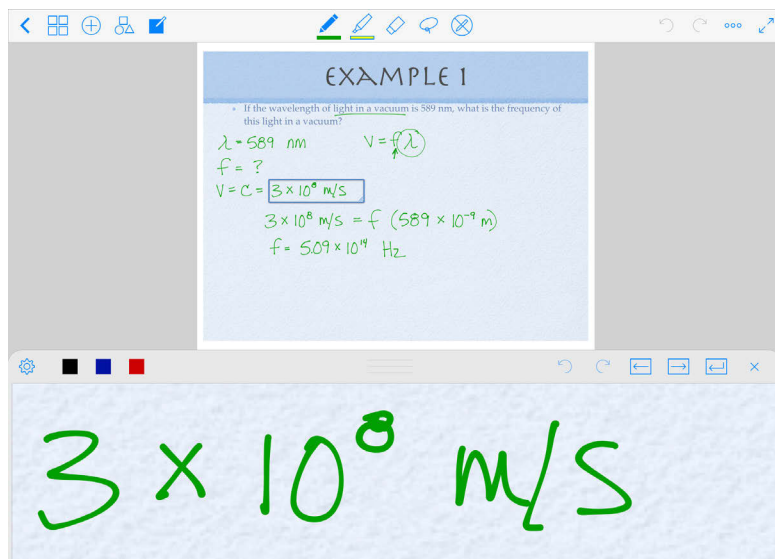 EXAMPLE 1
◦ If the wavelength of light in a vacuum is 589 nm, what is the frequency of
this light in a vacuum?
λ = 589 nm V = fλ
f = ?
V = C = 3 × 10⁸ m/s
3 × 10⁸ m/s = f (589 × 10⁻⁹ m)
f = 5.09 × 10¹⁴ Hz
3 × 10⁸ m/s